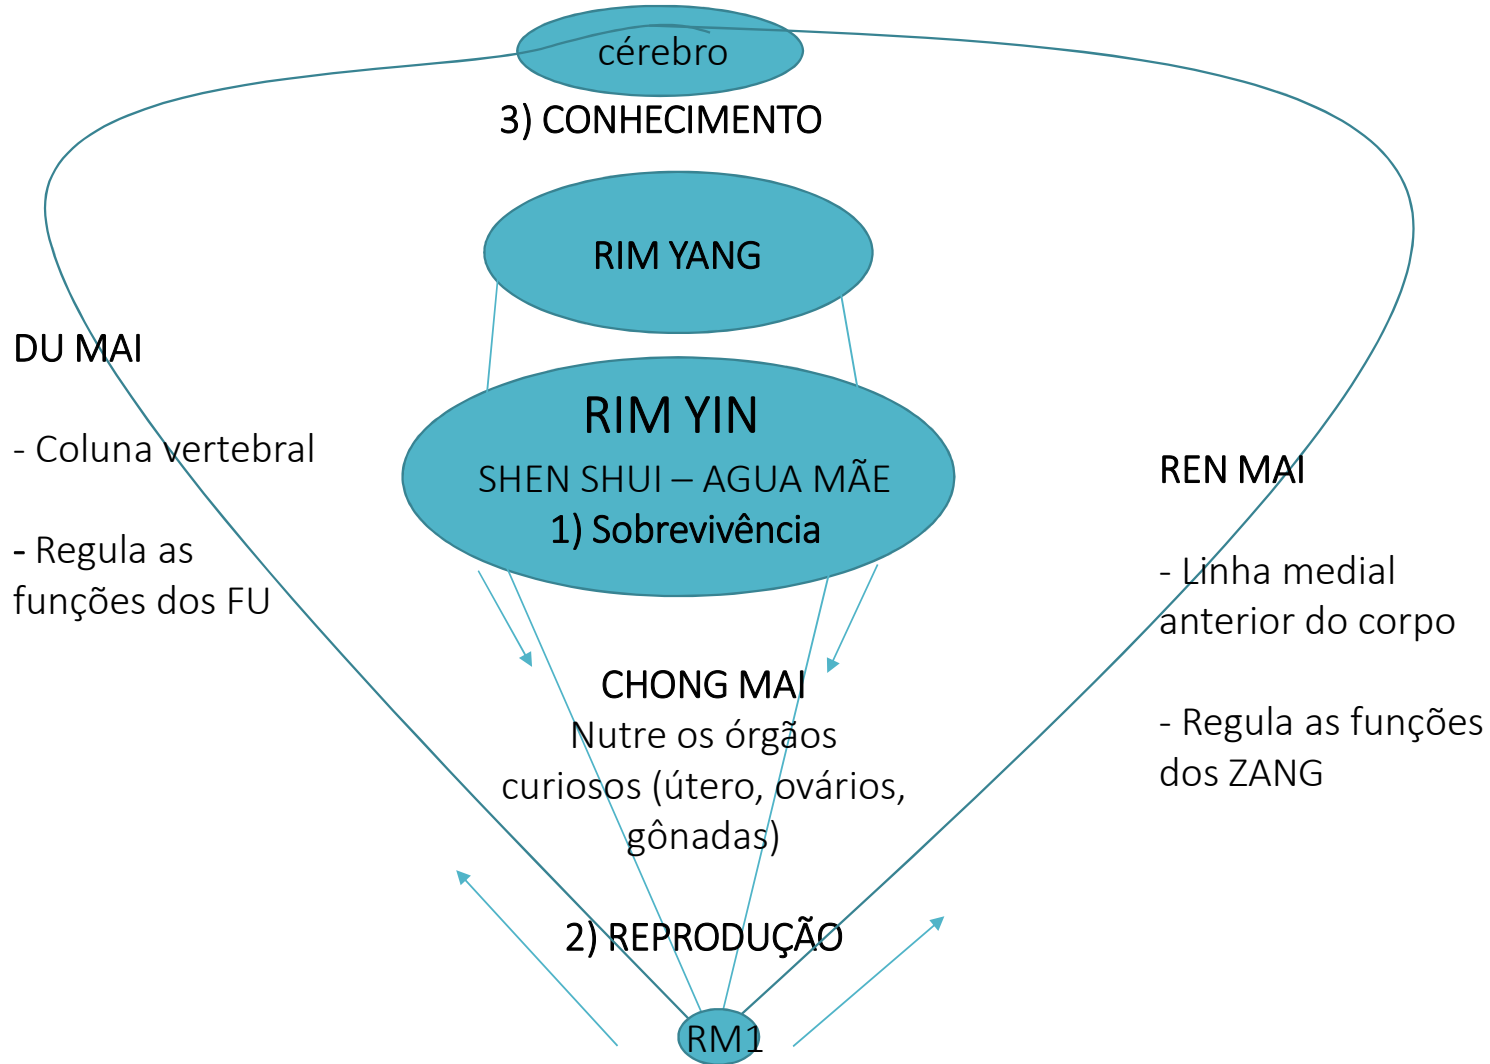 cérebro
3) CONHECIMENTO
RIM YANG
DU MAI
- Coluna vertebral
- Regula as
funções dos FU
RIM YIN
SHEN SHUI – AGUA MÃE
1) Sobrevivência
REN MAI
- Linha medial
anterior do corpo
- Regula as funções
dos ZANG
CHONG MAI
Nutre os órgãos
curiosos (útero, ovários,
gônadas)
2) REPRODUÇÃO
RM1